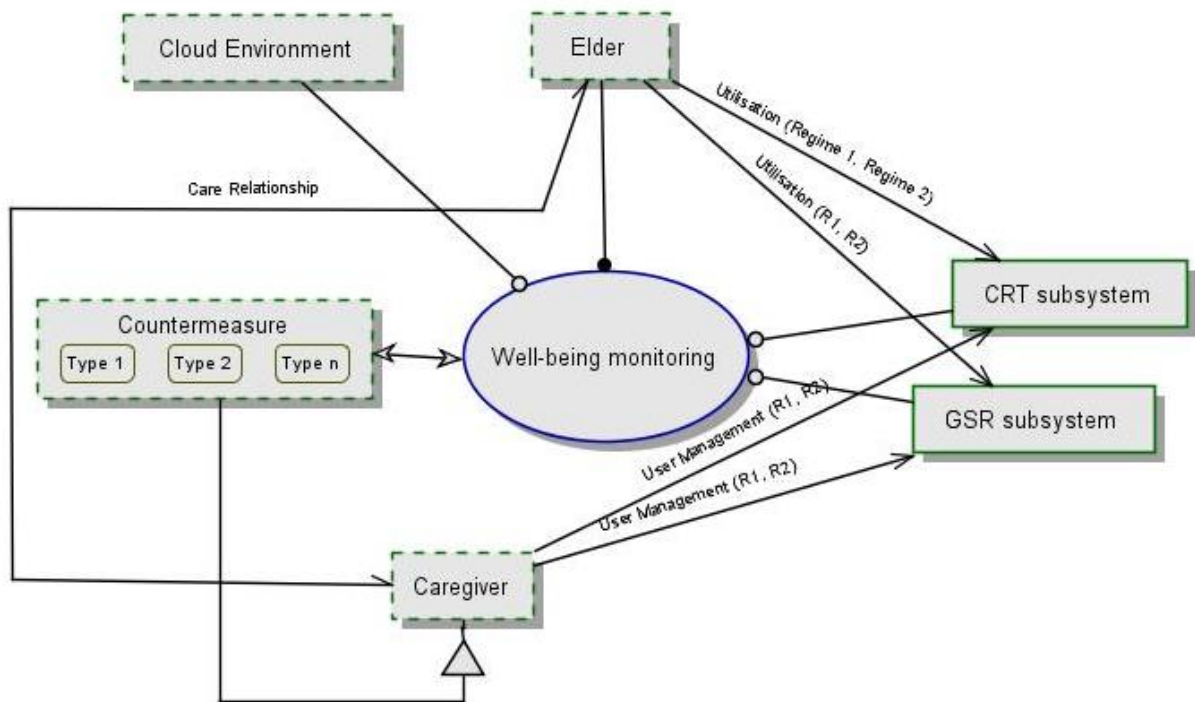 Cloud Environment
Elder
Utilisation (Regime 1, Regime 2)
Utilisation (R1, R2)
Care Relationship
CRT subsystem
Countermeasure
Type 1
Type 2
Type n
Well-being monitoring
GSR subsystem
User Management (R1, R2)
User Management (R1, R2)
Caregiver